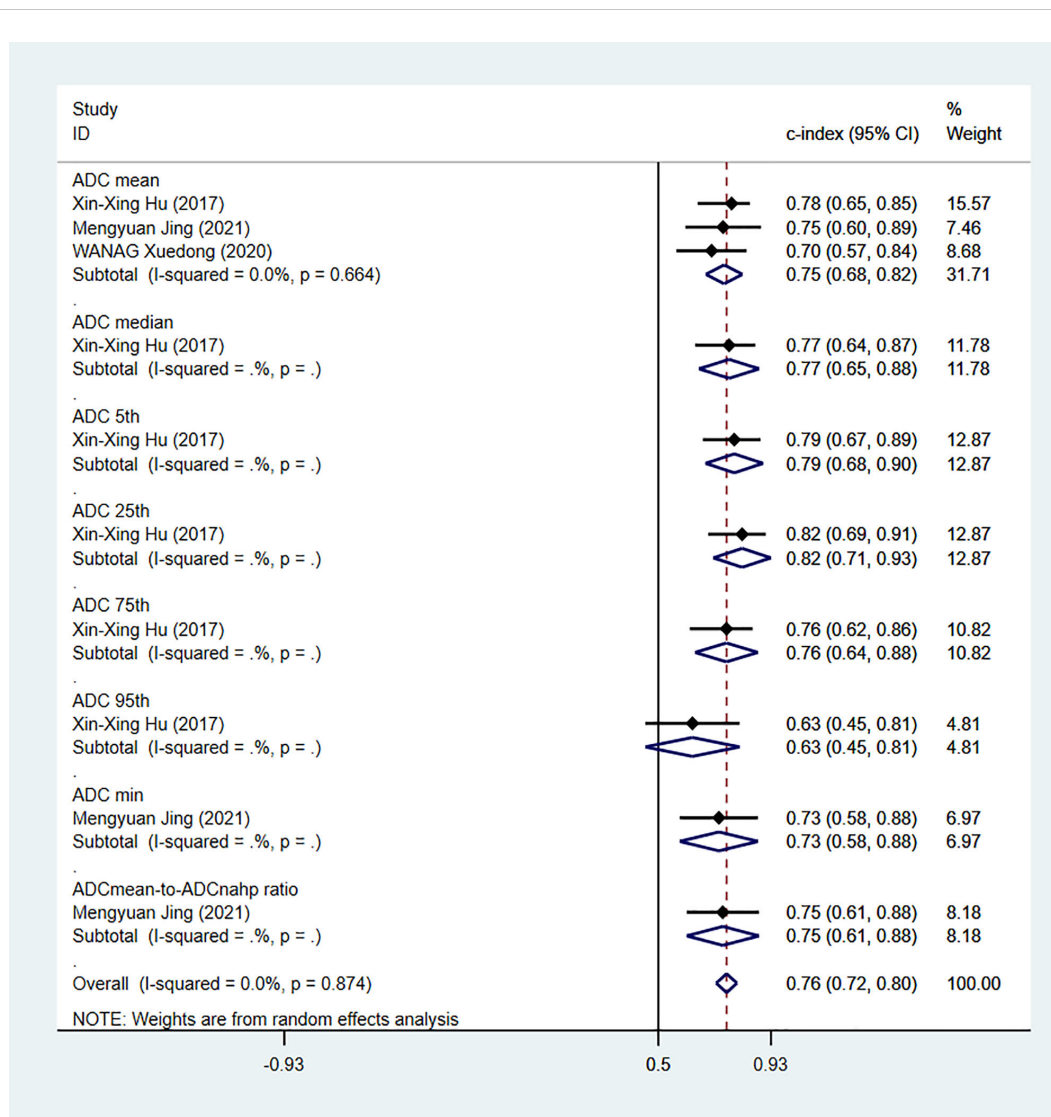 Study %
ID c-index (95% CI) Weight
ADC mean
Xin-Xing Hu (2017) 0.78 (0.65, 0.85) 15.57
Mengyuan Jing (2021) 0.75 (0.60, 0.89) 7.46
WANAG Xuedong (2020) 0.70 (0.57, 0.84) 8.68
Subtotal (I-squared = 0.0%, p = 0.664) 0.75 (0.68, 0.82) 31.71
.
ADC median
Xin-Xing Hu (2017) 0.77 (0.64, 0.87) 11.78
Subtotal (I-squared = .%, p = .) 0.77 (0.65, 0.88) 11.78
.
ADC 5th
Xin-Xing Hu (2017) 0.79 (0.67, 0.89) 12.87
Subtotal (I-squared = .%, p = .) 0.79 (0.68, 0.90) 12.87
.
ADC 25th
Xin-Xing Hu (2017) 0.82 (0.69, 0.91) 12.87
Subtotal (I-squared = .%, p = .) 0.82 (0.71, 0.93) 12.87
.
ADC 75th
Xin-Xing Hu (2017) 0.76 (0.62, 0.86) 10.82
Subtotal (I-squared = .%, p = .) 0.76 (0.64, 0.88) 10.82
.
ADC 95th
Xin-Xing Hu (2017) 0.63 (0.45, 0.81) 4.81
Subtotal (I-squared = .%, p = .) 0.63 (0.45, 0.81) 4.81
.
ADC min
Mengyuan Jing (2021) 0.73 (0.58, 0.88) 6.97
Subtotal (I-squared = .%, p = .) 0.73 (0.58, 0.88) 6.97
.
ADCmean-to-ADCnahp ratio
Mengyuan Jing (2021) 0.75 (0.61, 0.88) 8.18
Subtotal (I-squared = .%, p = .) 0.75 (0.61, 0.88) 8.18
.
Overall (I-squared = 0.0%, p = 0.874) 0.76 (0.72, 0.80) 100.00
NOTE: Weights are from random effects analysis
-0.93 0.5 0.93